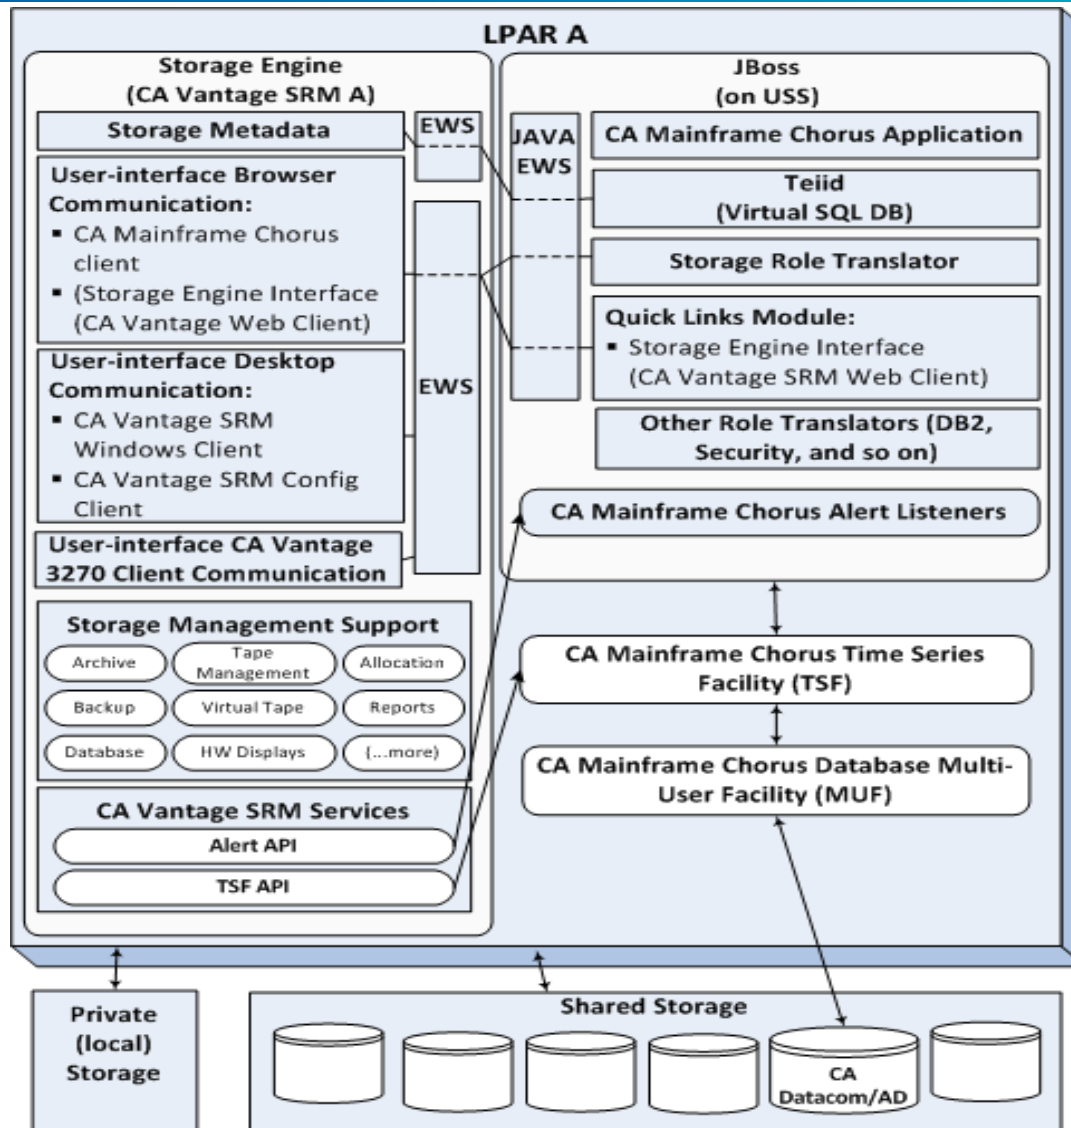 LPAR A
Storage Engine
(CA Vantage SRM A)
Storage Metadata
EWS
User-interface Browser
Communication:
▪ CA Mainframe Chorus
client
▪ (Storage Engine Interface
(CA Vantage Web Client)
User-interface Desktop
Communication:
▪ CA Vantage SRM
Windows Client
▪ CA Vantage SRM Config
Client
EWS
User-interface CA Vantage
3270 Client Communication
Storage Management Support
Archive
Tape
Management
Allocation
Backup
Virtual Tape
Reports
Database
HW Displays
(...more)
CA Vantage SRM Services
Alert API
TSF API
JBoss
(on USS)
JAVA
EWS
CA Mainframe Chorus Application
Teiid
(Virtual SQL DB)
Storage Role Translator
Quick Links Module:
▪ Storage Engine Interface
(CA Vantage SRM Web Client)
Other Role Translators (DB2,
Security, and so on)
CA Mainframe Chorus Alert Listeners
CA Mainframe Chorus Time Series
Facility (TSF)
CA Mainframe Chorus Database Multi-
User Facility (MUF)
Private
(local)
Storage
Shared Storage
CA
Datacom/AD